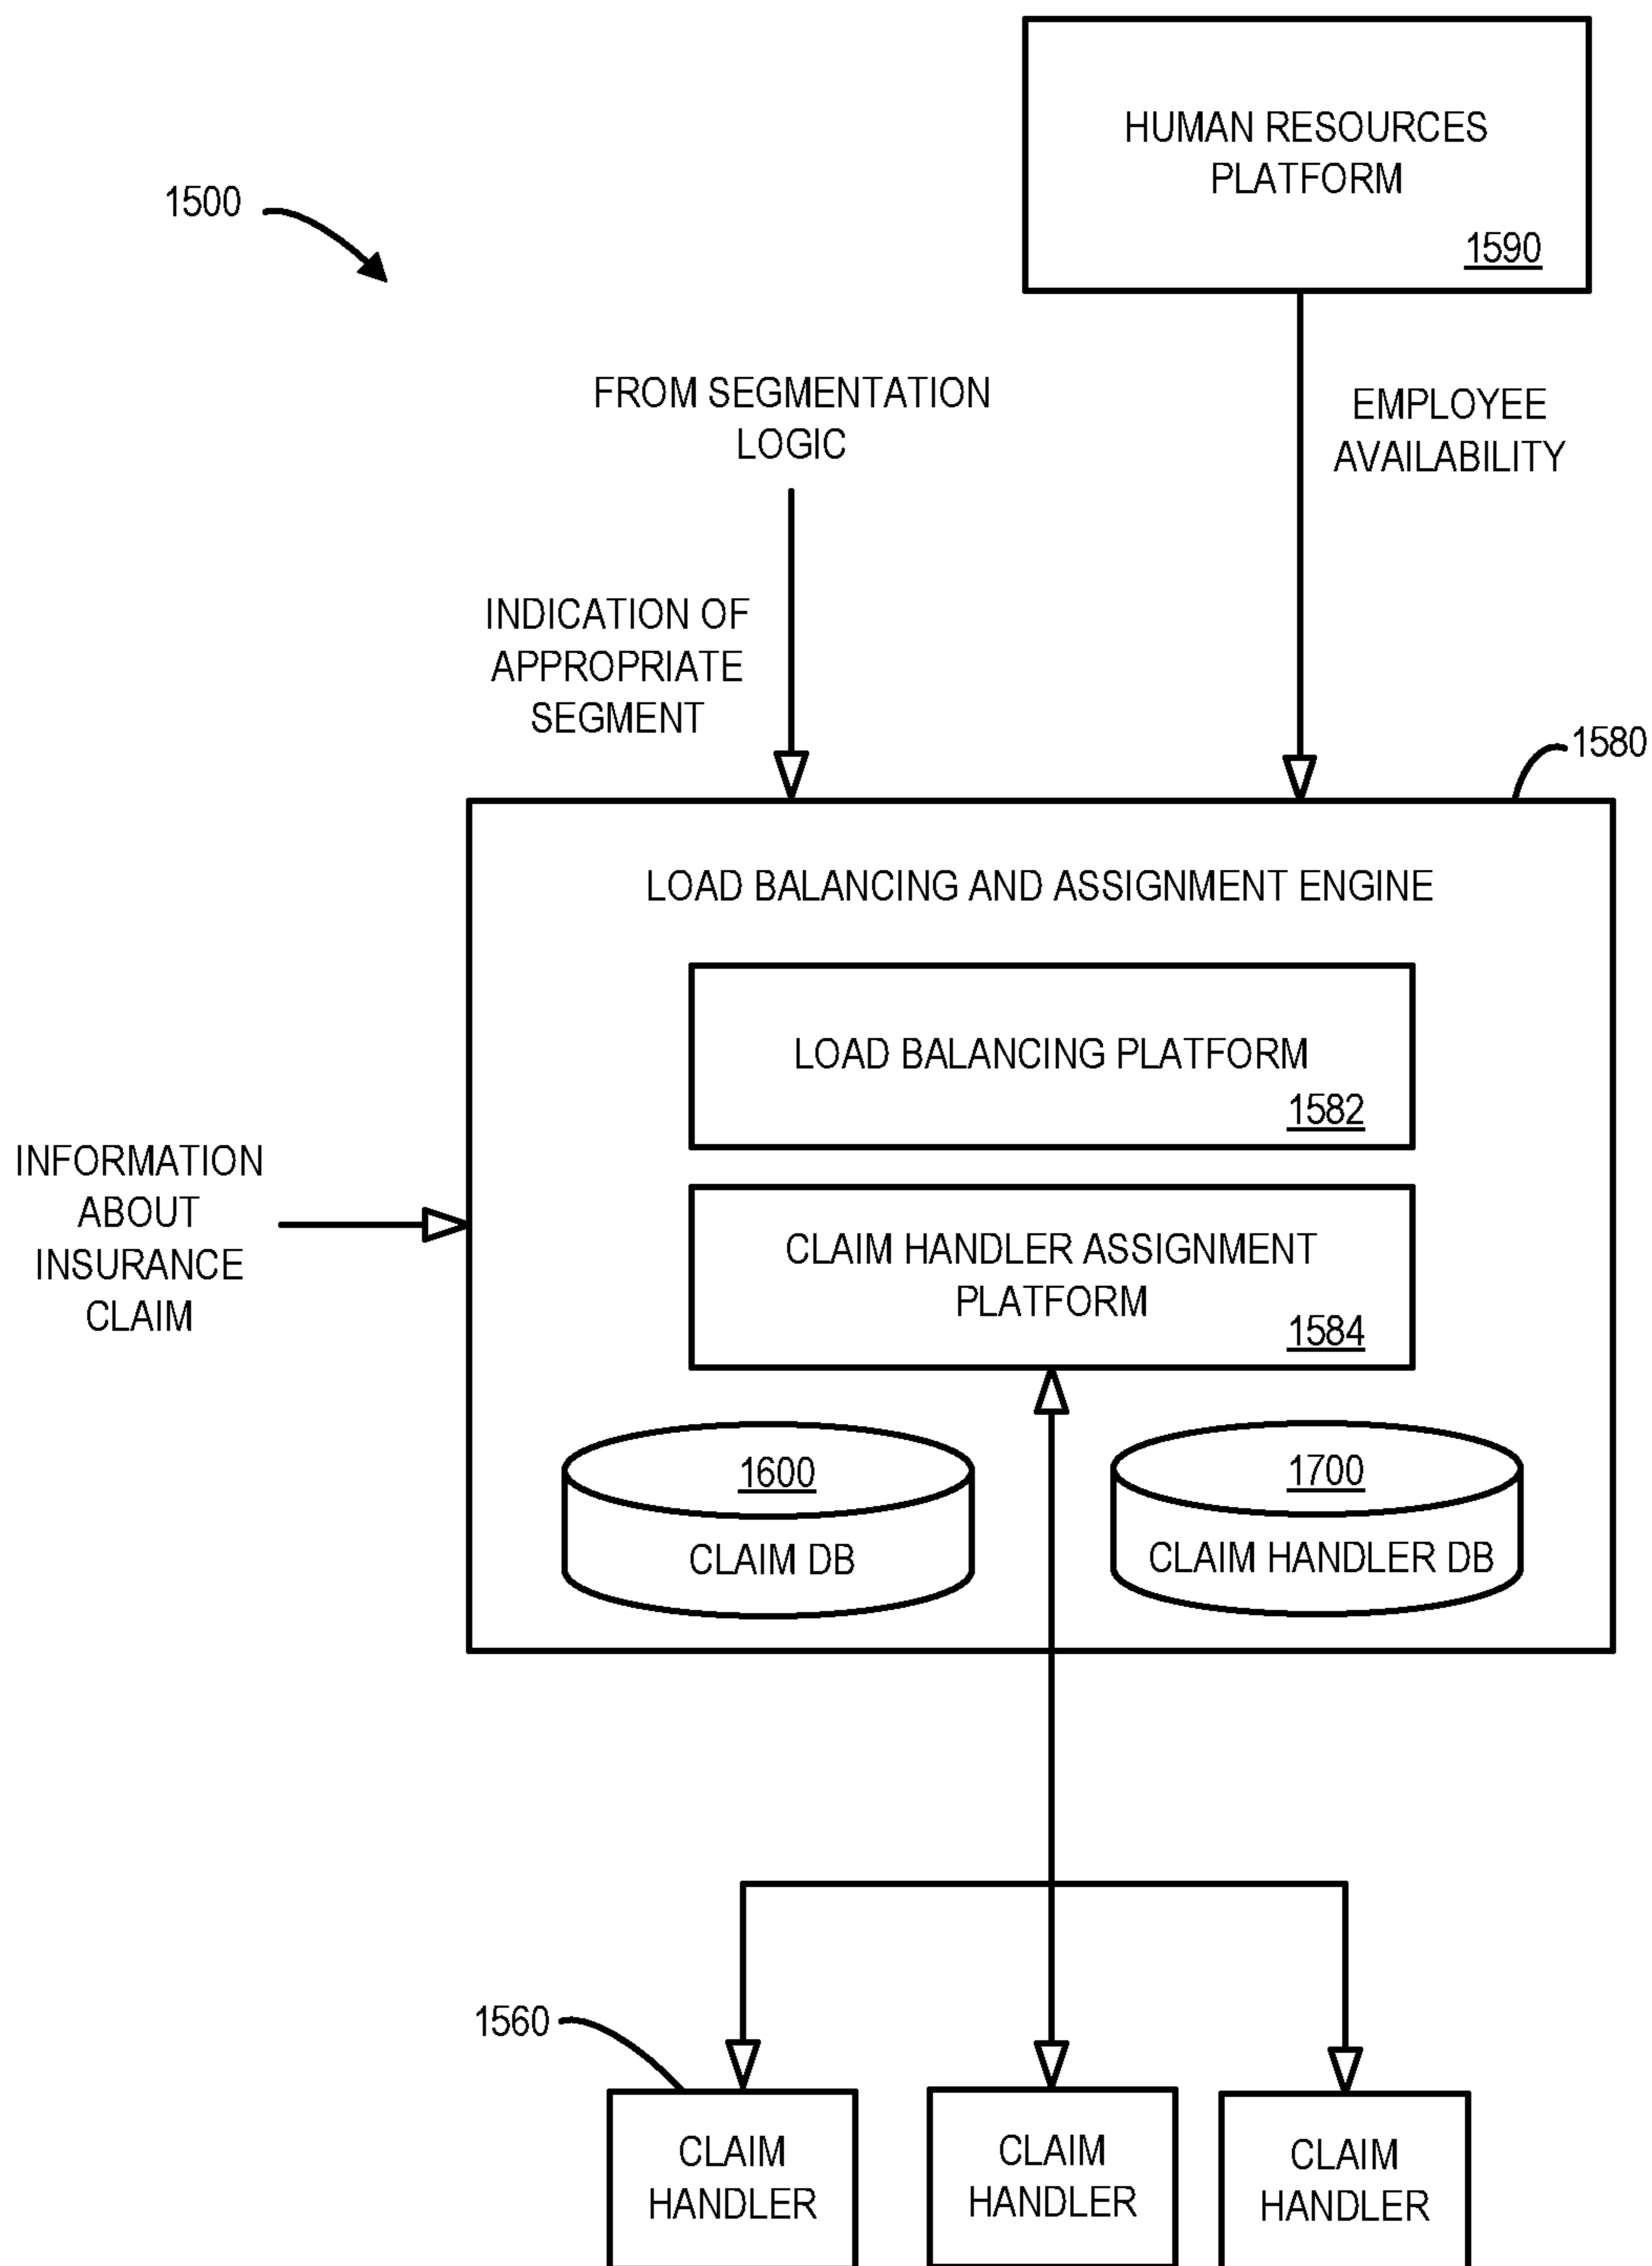 HUMAN RESOURCES
PLATFORM
1590
1500
FROM SEGMENTATION
LOGIC
EMPLOYEE
AVAILABILITY
INDICATION OF
APPROPRIATE
SEGMENT
1580
LOAD BALANCING AND ASSIGNMENT ENGINE
LOAD BALANCING PLATFORM
1582
INFORMATION
ABOUT
INSURANCE
CLAIM
CLAIM HANDLER ASSIGNMENT
PLATFORM
1584
1600
CLAIM DB
1700
CLAIM HANDLER DB
1560
CLAIM
HANDLER
CLAIM
HANDLER
CLAIM
HANDLER